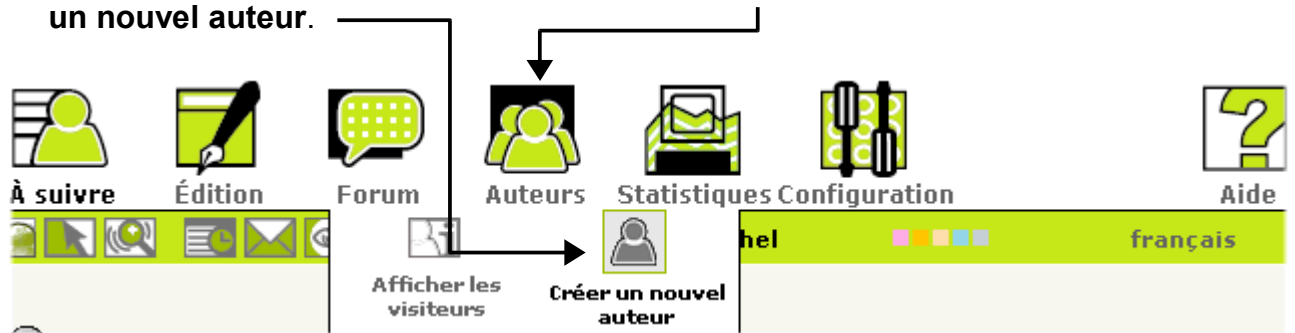 un nouvel auteur.
À suivre Édition Forum Auteurs Statistiques Configuration Aide
hel français
Afficher les
visiteurs
Créer un nouvel
auteur